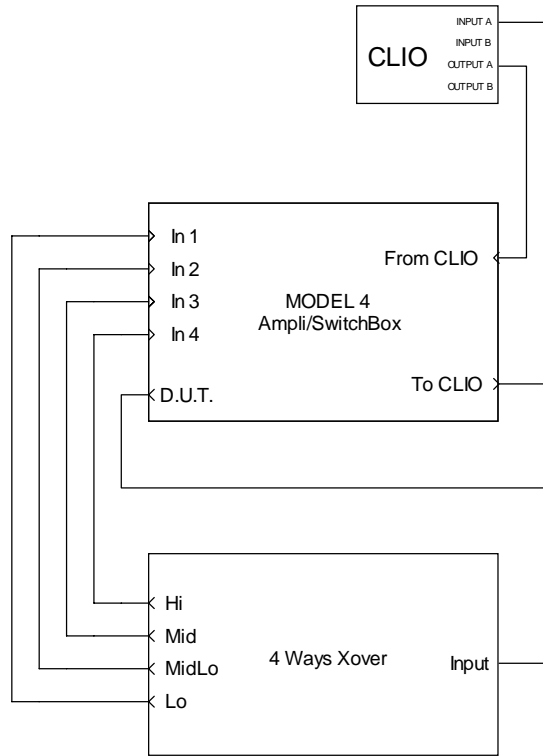 INPUT A
INPUT B
CLIO
OUTPUT A
OUTPUT B
In 1
In 2
In 3
In 4
D.U.T.
MODEL 4
Ampli/SwitchBox
From CLIO
To CLIO
Hi
Mid
MidLo
Lo
4 Ways Xover
Input